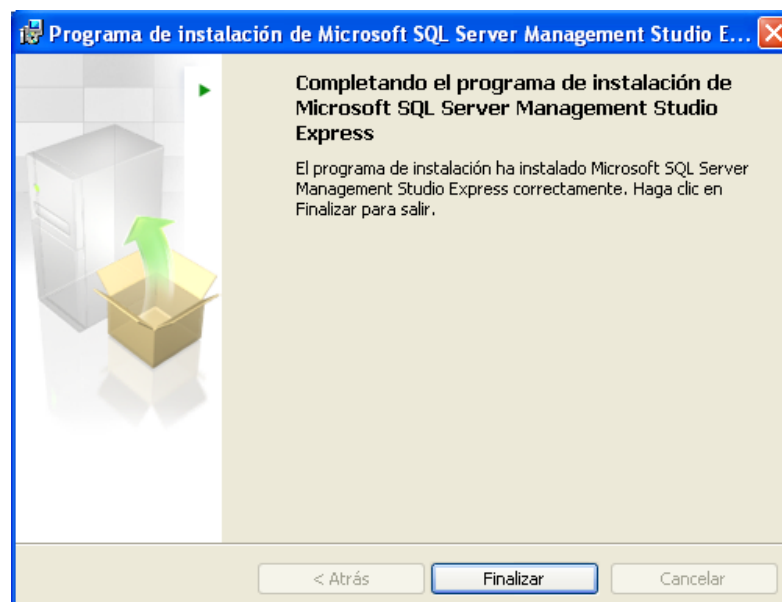 Programa de instalación de Microsoft SQL Server Management Studio E...
Completando el programa de instalación de
Microsoft SQL Server Management Studio
Express
El programa de instalación ha instalado Microsoft SQL Server
Management Studio Express correctamente. Haga clic en
Finalizar para salir.
< Atrás
Finalizar
Cancelar